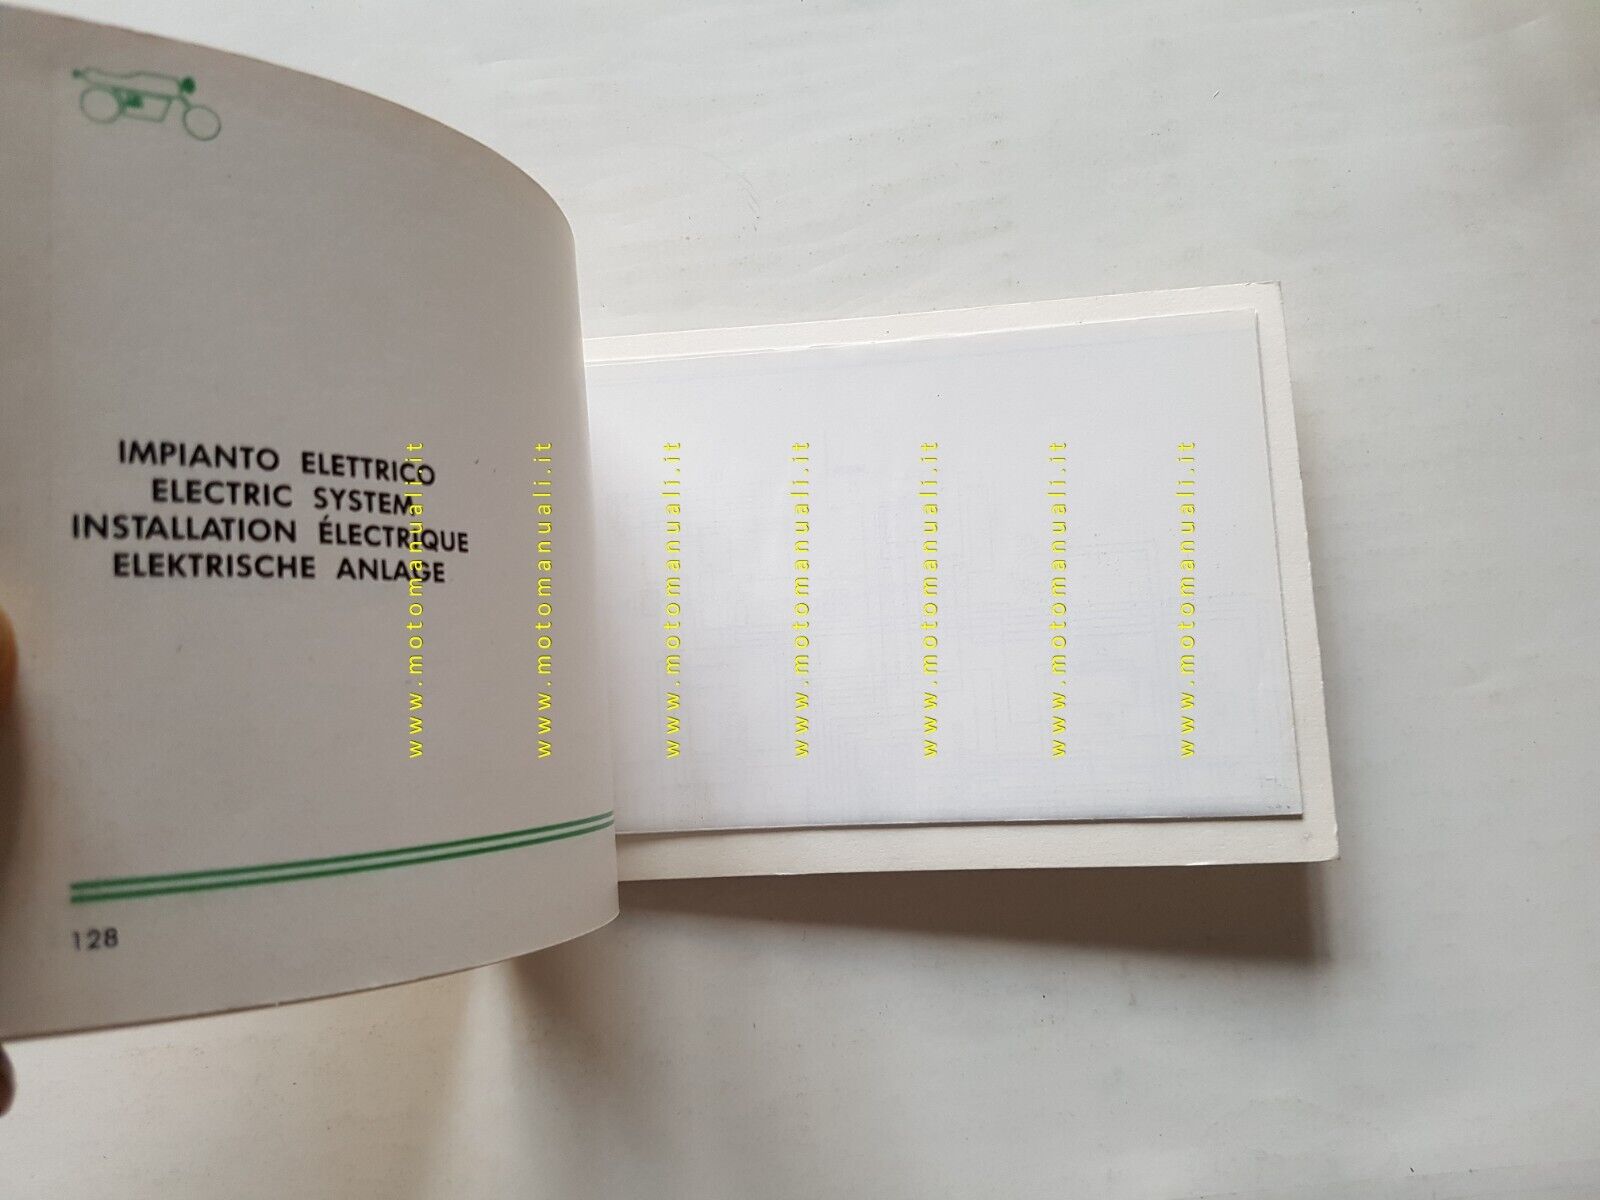 IMPIANTO ELETTRICO
ELECTRIC SYSTEM
INSTALLATION ÉLECTRIQUE
ELEKTRISCHE ANLAGE
128
www.motomanuali.it
www.motomanuali.it
www.motomanuali.it
www.motomanuali.it
www.motomanuali.it
www.motomanuali.it
www.motomanuali.it